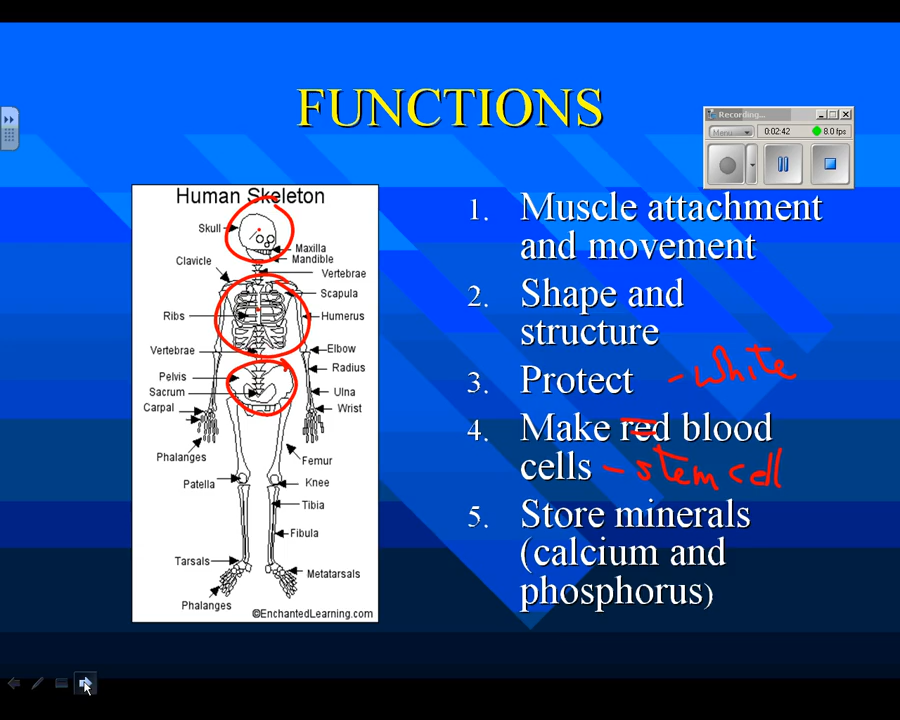 FUNCTIONS
Recording...
Menu
0:02:42
8.0 fps
Human Skeleton
Skull
Maxilla
Mandible
Clavicle
Vertebrae
Scapula
Ribs
Humerus
Vertebrae
Elbow
Radius
Pelvis
Sacrum
Ulna
Carpal
Wrist
Phalanges
Femur
Patella
Knee
Tibia
Fibula
Tarsals
Metatarsals
Phalanges
©EnchantedLearning.com
1. Muscle attachment
and movement
2. Shape and
structure
3. Protect - white
4. Make red blood
cells - stem cell
5. Store minerals
(calcium and
phosphorus)